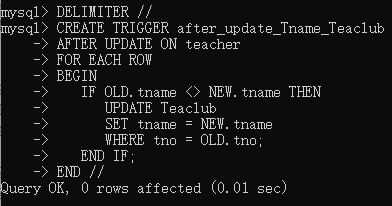 mysql> DELIMITER //
mysql> CREATE TRIGGER after_update_Tname_Teaclub
    -> AFTER UPDATE ON teacher
    -> FOR EACH ROW
    -> BEGIN
    ->     IF OLD.tname <> NEW.tname THEN
    ->         UPDATE Teaclub
    ->         SET tname = NEW.tname
    ->         WHERE tno = OLD.tno;
    ->     END IF;
    -> END //
Query OK, 0 rows affected (0.01 sec)